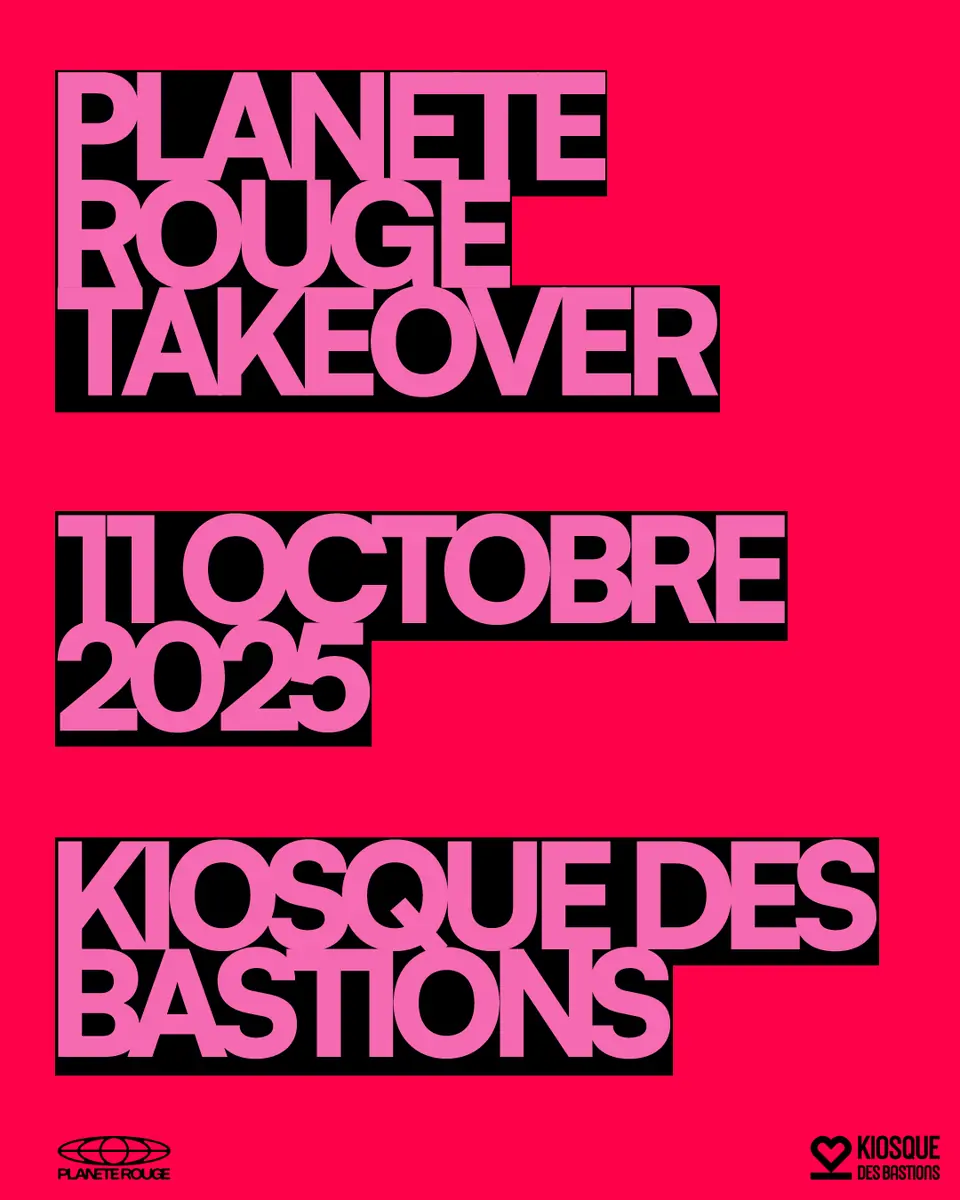 PLANETE
ROUGE
TAKEOVER
11 OCTOBRE
2025
KIOSQUE DES
BASTIONS
PLANETE ROUGE
KIOSQUE
DES BASTIONS